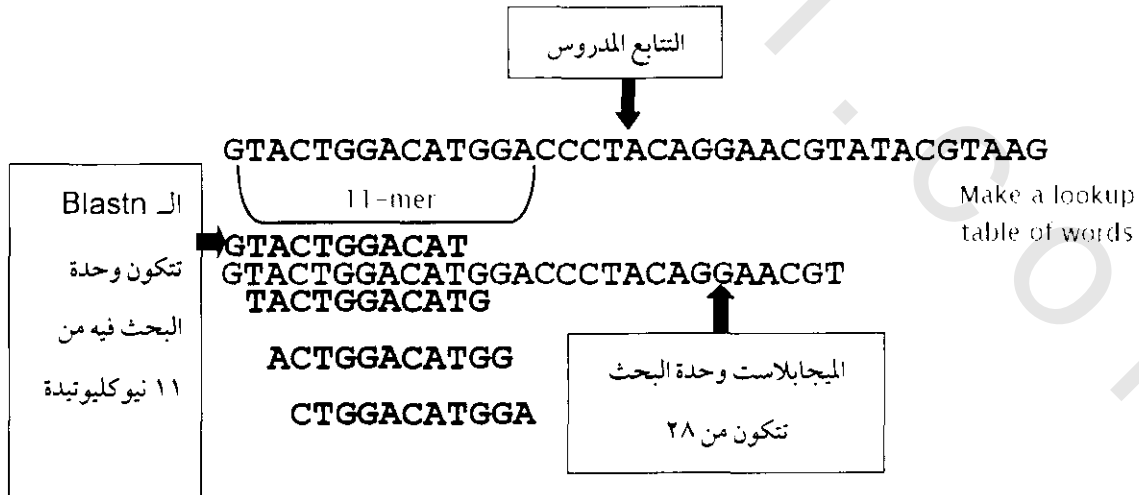 التتابع المدروس
GTACTGGACATGGACCCTACAGGAACGTATACGTAAG
11-mer
Make a lookup
table of words
الـ Blastn
تتكون وحدة
البحث فيه من
١١ نيوكليوتيدة
GTACTGGACAT
GTACTGGACATGGACCCTACAGGAACGT
TACTGGACATG
ACTGGACATGG
CTGGACATGGA
الميجابلاست وحدة البحث
تتكون من ٢٨